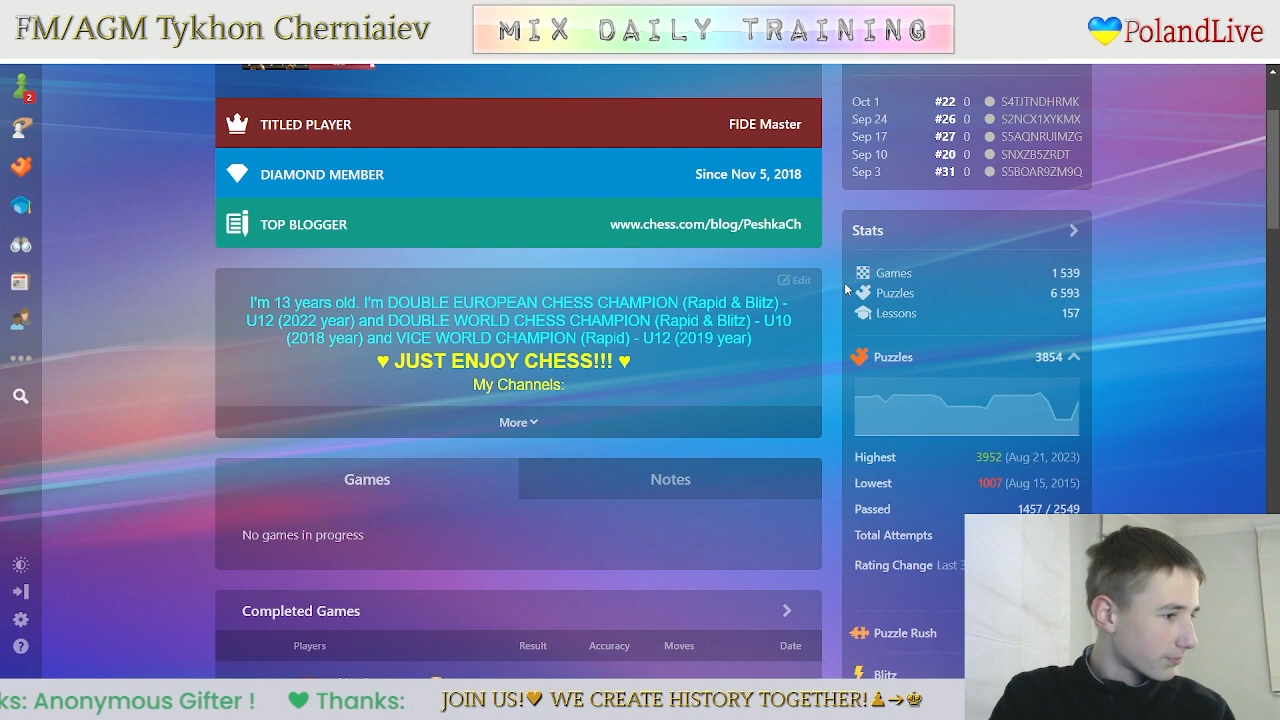 FM/AGM Tykhon Cherniaiev
MIX DAILY TRAINING
PolandLive
2
TITLED PLAYER FIDE Master
DIAMOND MEMBER Since Nov 5, 2018
TOP BLOGGER www.chess.com/blog/PeshkaCh
Edit
I'm 13 years old. I'm DOUBLE EUROPEAN CHESS CHAMPION (Rapid & Blitz) -
U12 (2022 year) and DOUBLE WORLD CHESS CHAMPION (Rapid & Blitz) - U10
(2018 year) and VICE WORLD CHAMPION (Rapid) - U12 (2019 year)
♥ JUST ENJOY CHESS!!! ♥
My Channels:
More
Games Notes
No games in progress
Completed Games
Players Result Accuracy Moves Date
Oct 1 #22 0 S4TJTNDHRMK
Sep 24 #26 0 S2NCX1XYKMX
Sep 17 #27 0 S5AQNRUIMZG
Sep 10 #20 0 SNXZB5ZRDT
Sep 3 #31 0 S5BOAR9ZM9Q
Stats
Games 1 539
Puzzles 6 593
Lessons 157
Puzzles 3854
Highest 3952 (Aug 21, 2023)
Lowest 1007 (Aug 15, 2015)
Passed 1457 / 2549
Total Attempts
Rating Change Last
Puzzle Rush
Blitz
ks: Anonymous Gifter ! ♥ Thanks:
JOIN US!♥ WE CREATE HISTORY TOGETHER!♟→♚